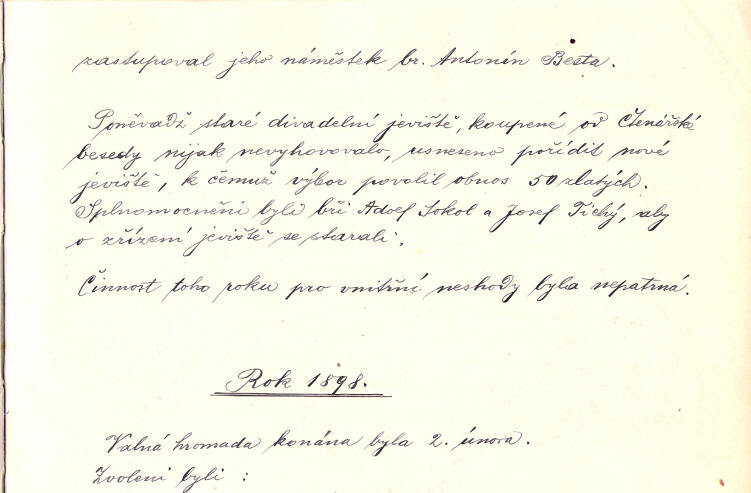 zastupoval jeho náměstek br. Antonín Besta.
Poněvadž staré divadelní jeviště, koupené od Čtenářské
besedy nijak nevyhovovalo, usneseno poříditi nové
jeviště, k čemuž výbor povolil obnos 50 zlatých.
Splnomocněni byli bři Adolf Sokol a Josef Tichý, aby
o zřízení jeviště se starali.
Činnost toho roku pro vnitřní neshody byla nepatrná.
Rok 1898.
Valná hromada konána byla 2. února.
Zvoleni byli :